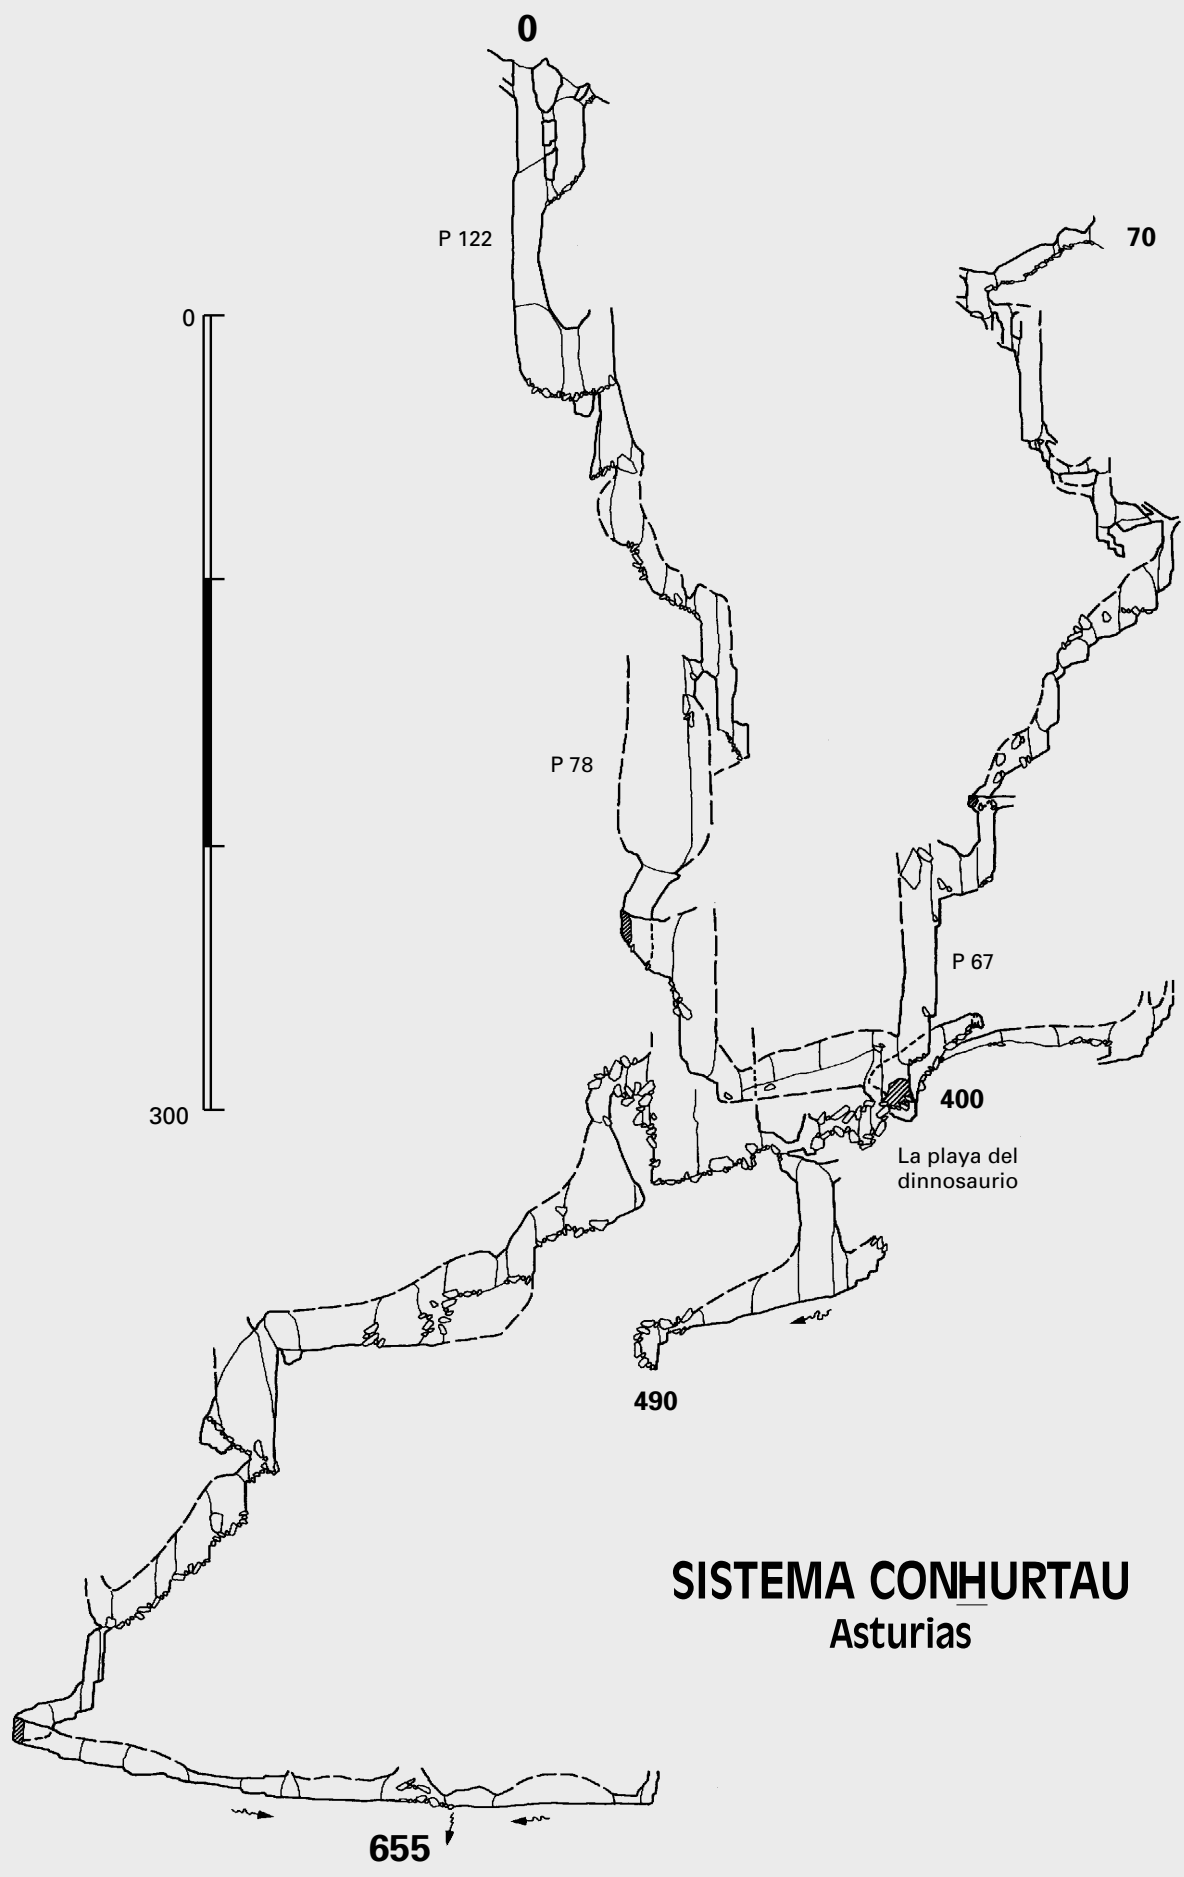 0
P 122
70
0
P 78
P 67
400
300
La playa del
dinnosaurio
490
SISTEMA CONHURTAU
Asturias
655